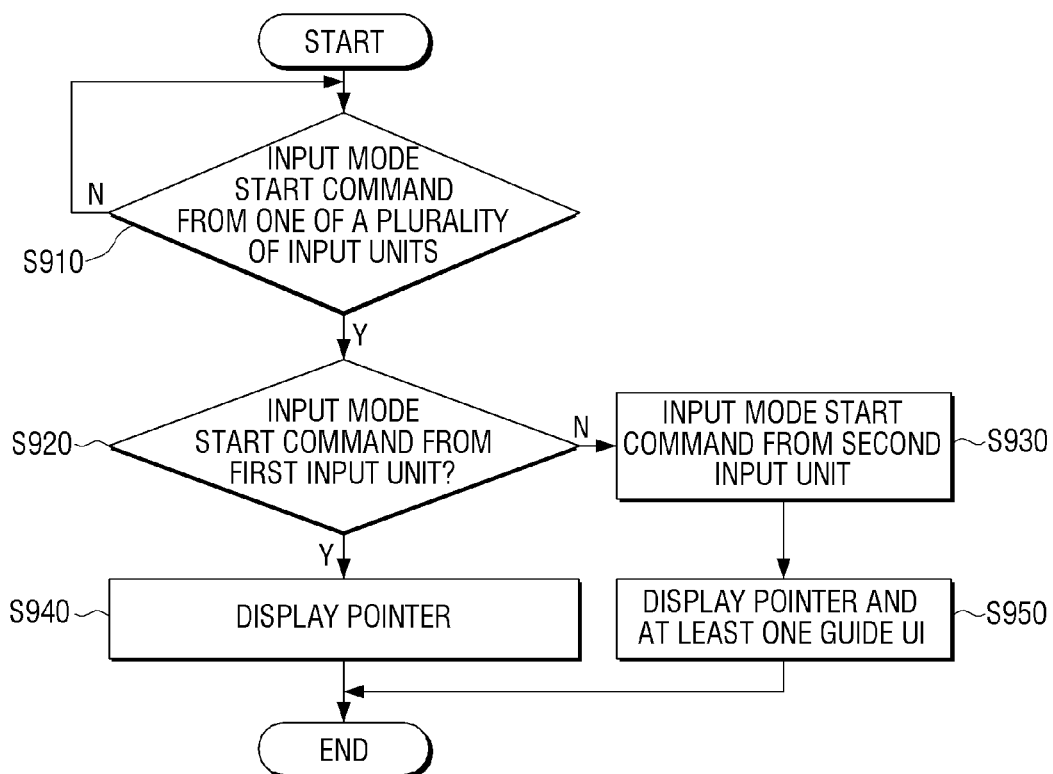 START
INPUT MODE
START COMMAND
FROM ONE OF A PLURALITY
OF INPUT UNITS
N
S910
Y
INPUT MODE
START COMMAND FROM
FIRST INPUT UNIT?
S920
N
INPUT MODE START
COMMAND FROM SECOND
INPUT UNIT
S930
Y
S940
DISPLAY POINTER
DISPLAY POINTER AND
AT LEAST ONE GUIDE UI
S950
END